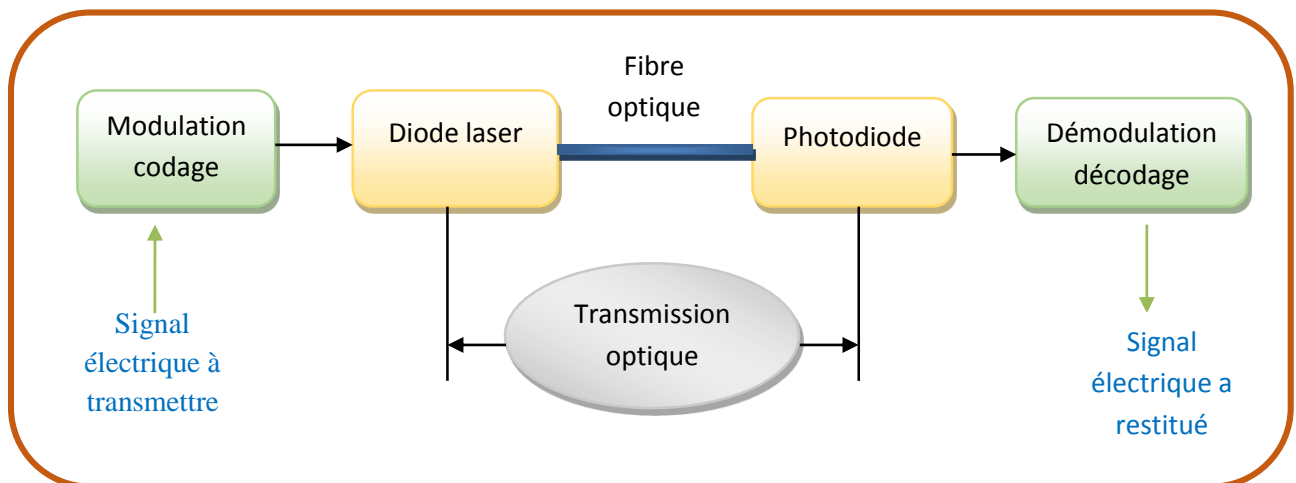 Modulation
codage
Diode laser
Fibre
optique
Photodiode
Démodulation
décodage
Transmission
optique
Signal
électrique à
transmettre
Signal
électrique a
restitué